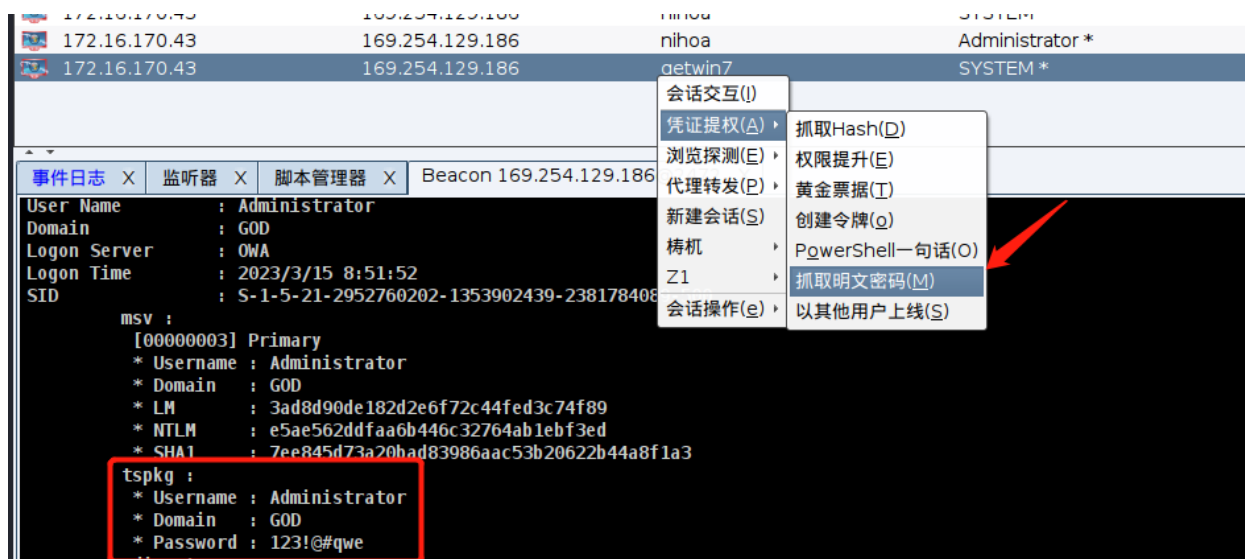 172.16.170.43 169.254.129.186 nihoa SYSTEM *
172.16.170.43 169.254.129.186 nihoa Administrator *
172.16.170.43 169.254.129.186 getwin7 SYSTEM *
会话交互(I)
凭证提权(A)
浏览探测(E)
代理转发(P)
新建会话(S)
梼杌
Z1
会话操作(e)
抓取Hash(D)
权限提升(E)
黄金票据(T)
创建令牌(o)
PowerShell一句话(O)
抓取明文密码(M)
以其他用户上线(S)
事件日志 X 监听器 X 脚本管理器 X Beacon 169.254.129.186
User Name : Administrator
Domain : GOD
Logon Server : OWA
Logon Time : 2023/3/15 8:51:52
SID : S-1-5-21-2952760202-1353902439-238178408
msv :
[00000003] Primary
* Username : Administrator
* Domain : GOD
* LM : 3ad8d90de182d2e6f72c44fed3c74f89
* NTLM : e5ae562ddfaa6b446c32764ab1ebf3ed
* SHA1 : 7ee845d73a20bad83986aac53b20622b44a8f1a3
tspkg :
* Username : Administrator
* Domain : GOD
* Password : 123!@#qwe